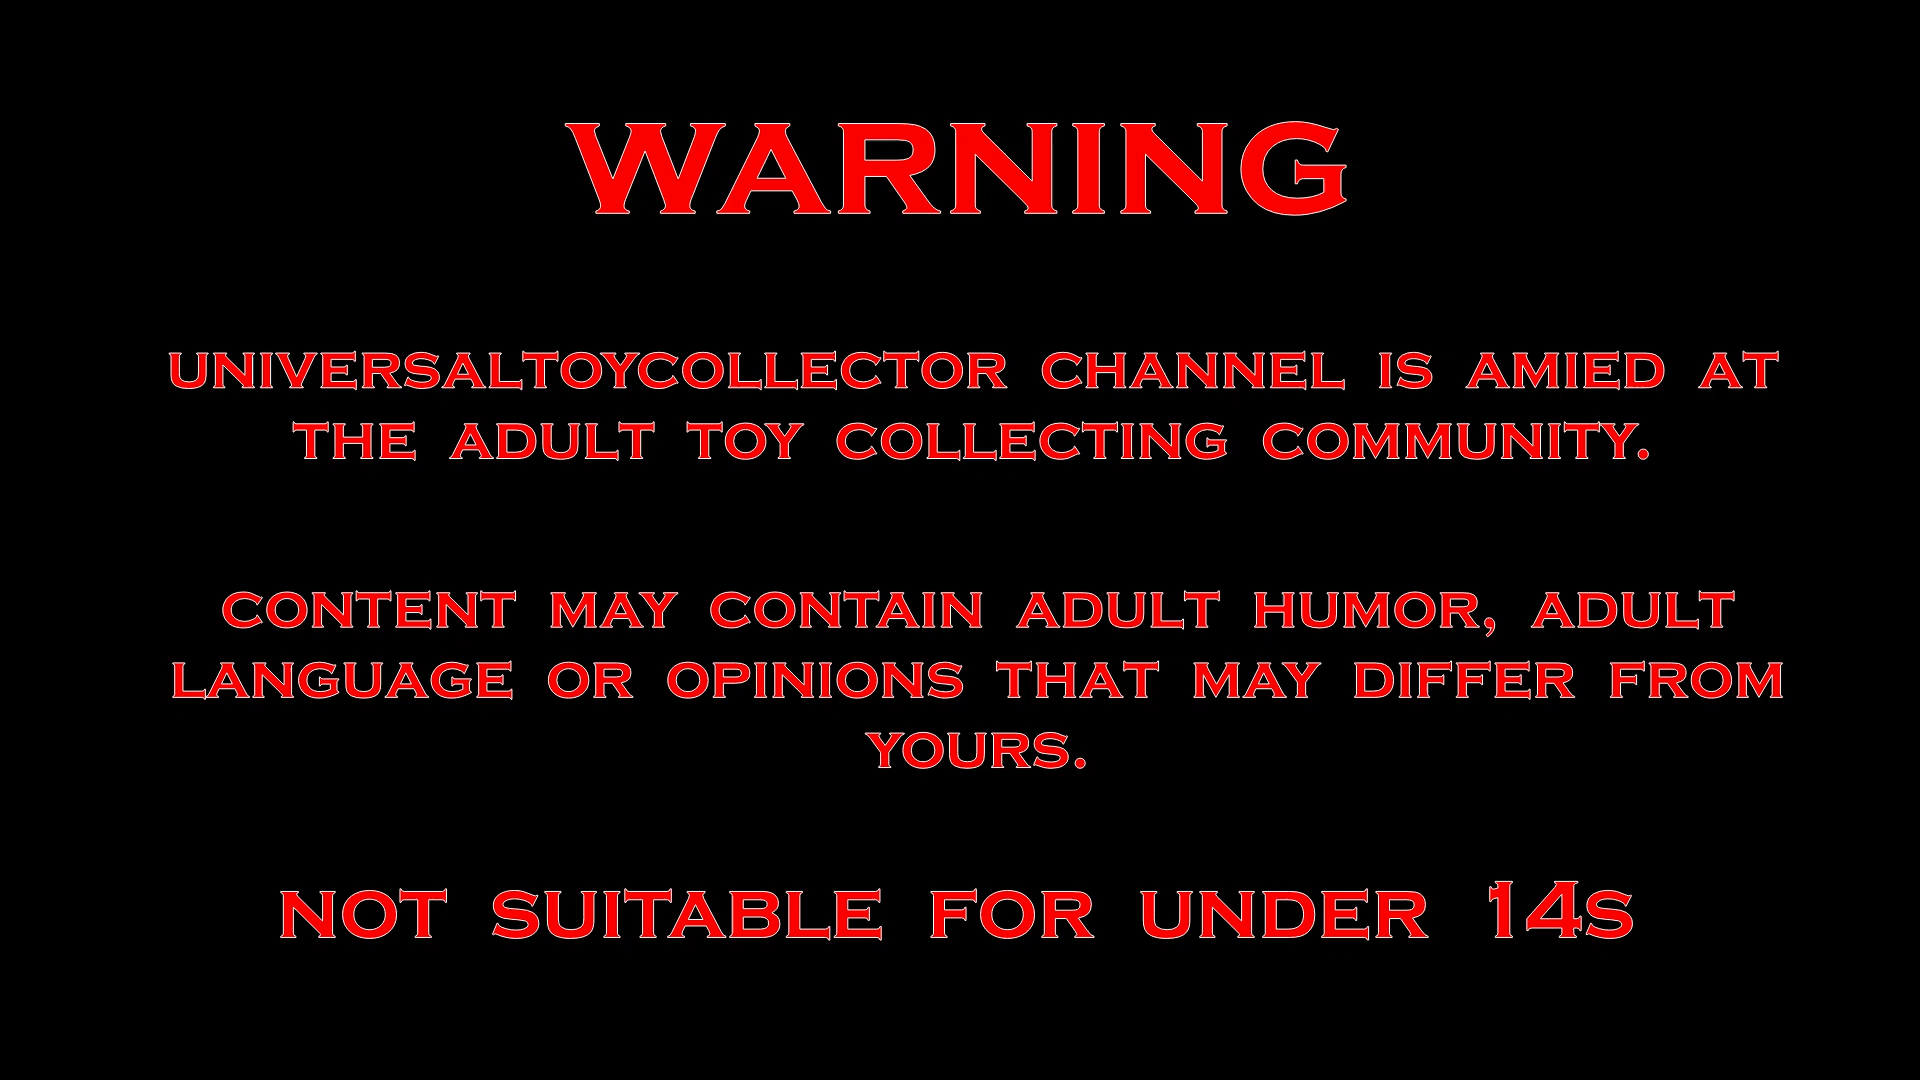 WARNING
UNIVERSALTOYCOLLECTOR CHANNEL IS AMIED AT
THE ADULT TOY COLLECTING COMMUNITY.
CONTENT MAY CONTAIN ADULT HUMOR, ADULT
LANGUAGE OR OPINIONS THAT MAY DIFFER FROM
YOURS.
NOT SUITABLE FOR UNDER 14S